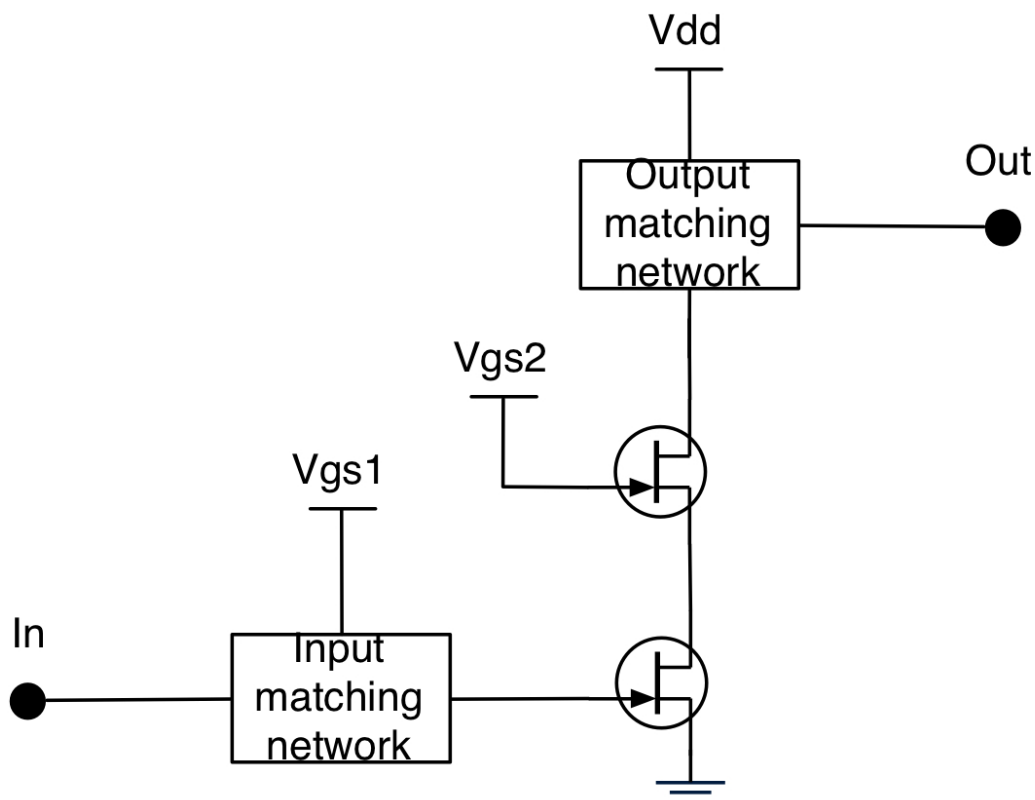 Vdd
Output
matching
network
Out
Vgs2
Vgs1
In
Input
matching
network